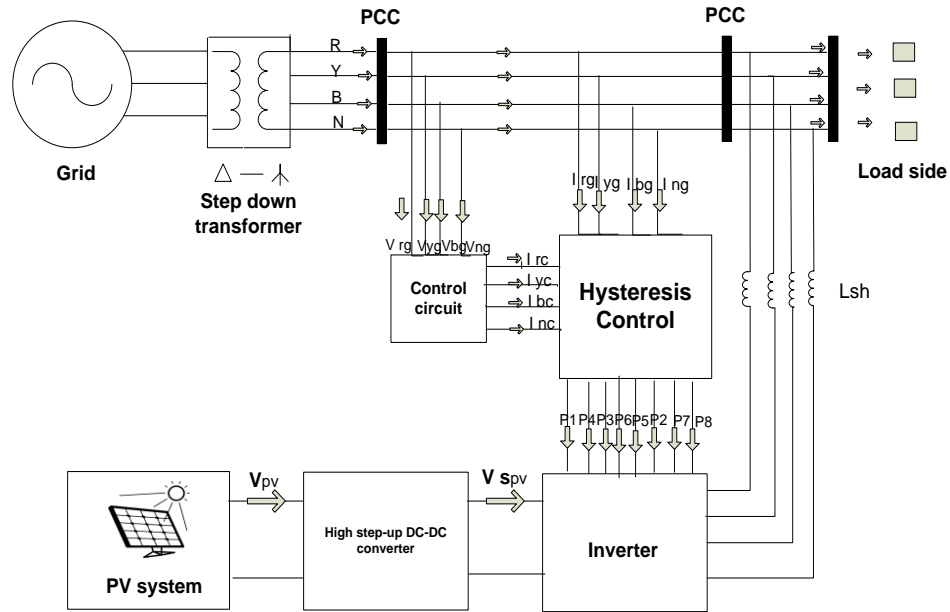 PCC
PCC
R
Y
B
N
Grid
Step down
transformer
Load side
I rg I yg I bg I ng
V rg Vyg Vbg Vng
Control
circuit
I rc
I yc
I bc
I nc
Hysteresis
Control
Lsh
P1 P4 P3 P6 P5 P2 P7 P8
Vpv
V spv
PV system
High step-up DC-DC
converter
Inverter